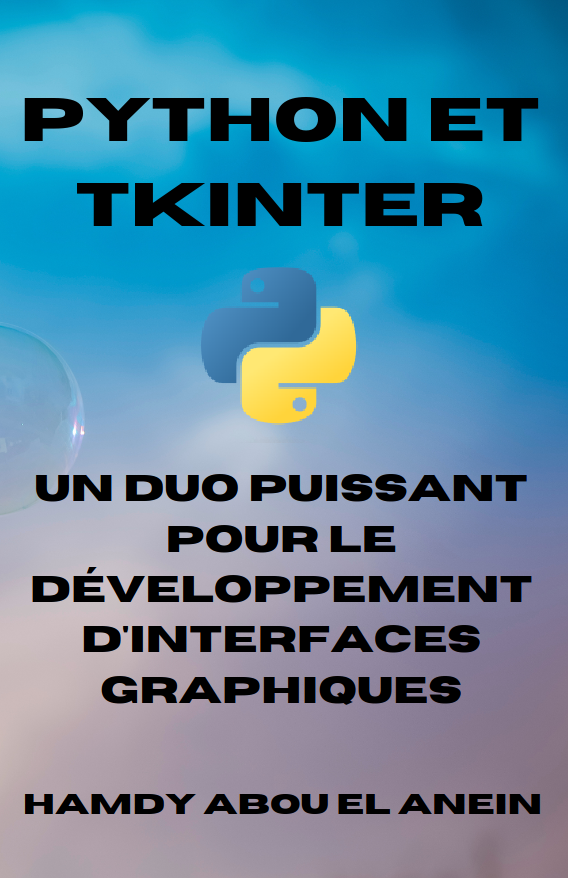 PYTHON ET
TKINTER
UN DUO PUISSANT
POUR LE
DÉVELOPPEMENT
D'INTERFACES
GRAPHIQUES
HAMDY ABOU EL ANEIN